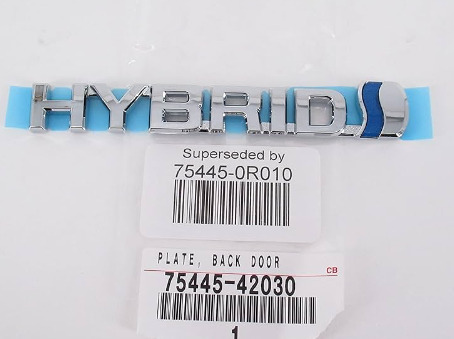 HYBRID
Superseded by
75445-0R010
PLATE, BACK DOOR
CB
75445-42030
1